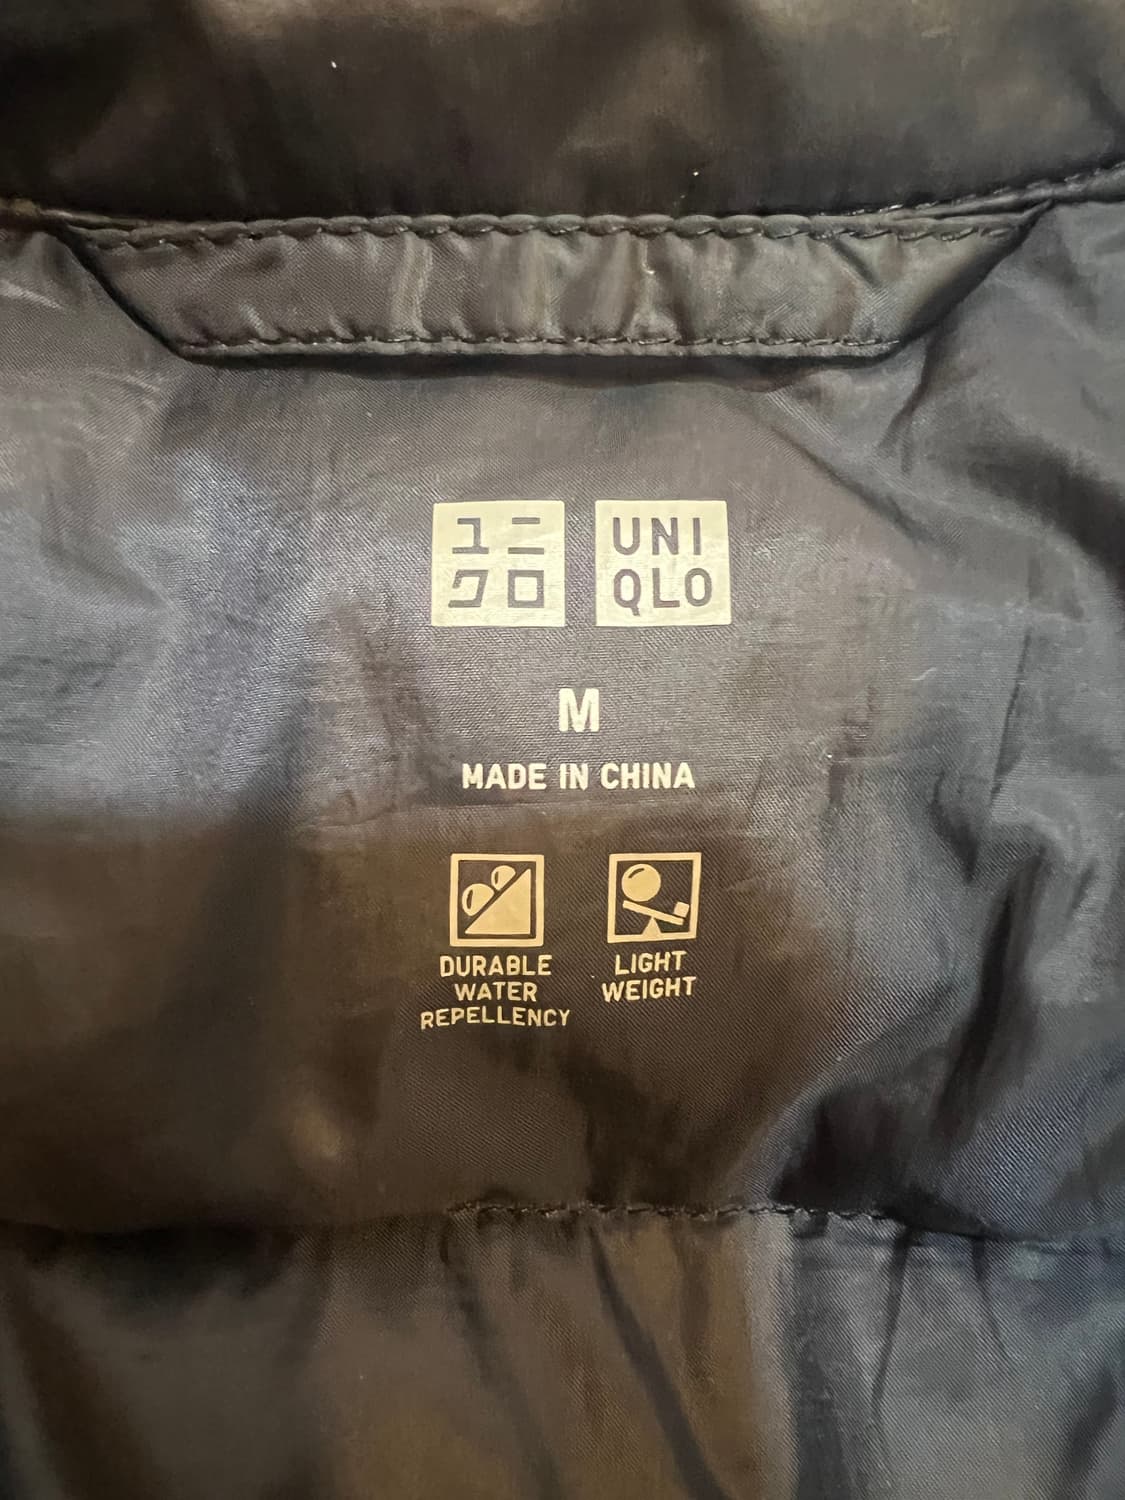 ユニ
クロ
UNI
QLO
M
MADE IN CHINA
DURABLE
WATER
REPELLENCY
LIGHT
WEIGHT